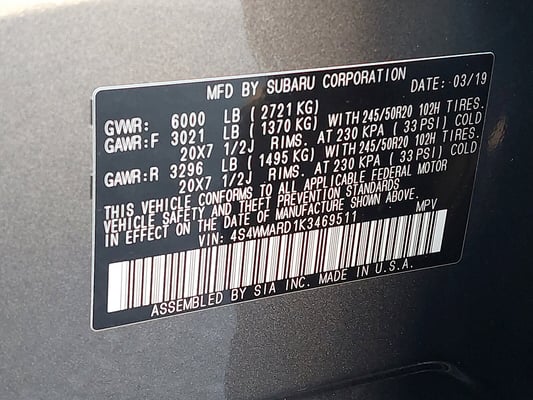 MFD BY SUBARU CORPORATION DATE: 03/19
GVWR: 6000 LB ( 2721 KG)
GAWR:F 3021 LB ( 1370 KG) WITH 245/50R20 102H TIRES.
20X7 1/2J RIMS. AT 230 KPA ( 33 PSI) COLD
GAWR:R 3296 LB ( 1495 KG) WITH 245/50R20 102H TIRES.
20X7 1/2J RIMS. AT 230 KPA ( 33 PSI) COLD
THIS VEHICLE CONFORMS TO ALL APPLICABLE FEDERAL MOTOR
VEHICLE SAFETY AND THEFT PREVENTION STANDARDS
IN EFFECT ON THE DATE OF MANUFACTURE SHOWN ABOVE.
VIN: 4S4WMARD1K3469511 MPV
ASSEMBLED BY SIA INC. MADE IN U.S.A.